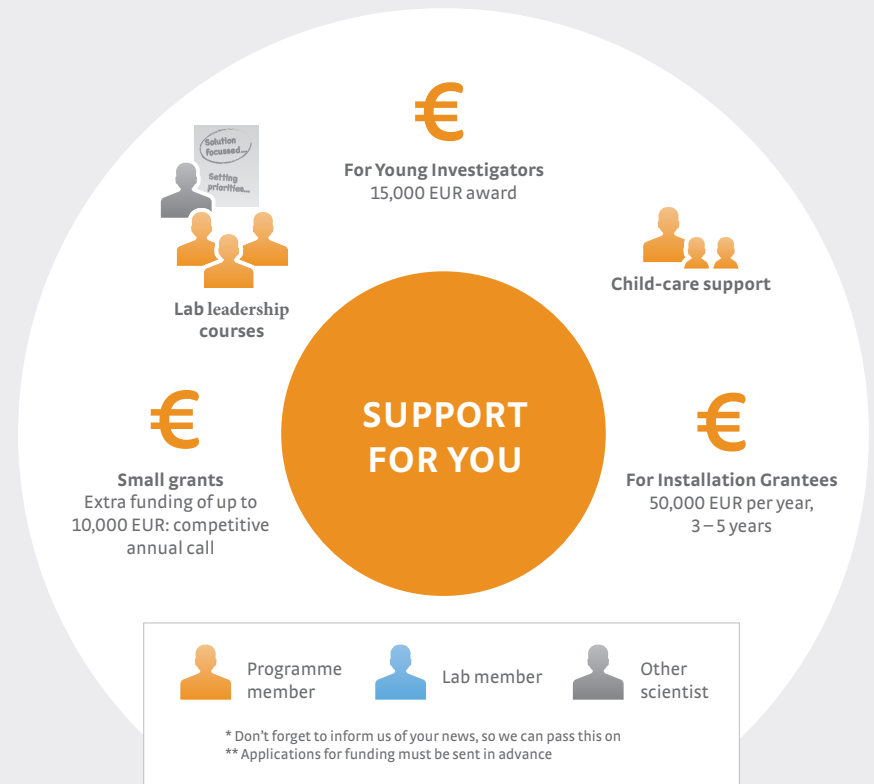 €
For Young Investigators
15,000 EUR award
Solution
focussed...
Setting
priorities...
Lab leadership
courses
Child-care support
SUPPORT
FOR YOU
€
Small grants
Extra funding of up to
10,000 EUR: competitive
annual call
€
For Installation Grantees
50,000 EUR per year,
3 – 5 years
Programme
member
Lab member
Other
scientist
* Don't forget to inform us of your news, so we can pass this on
** Applications for funding must be sent in advance